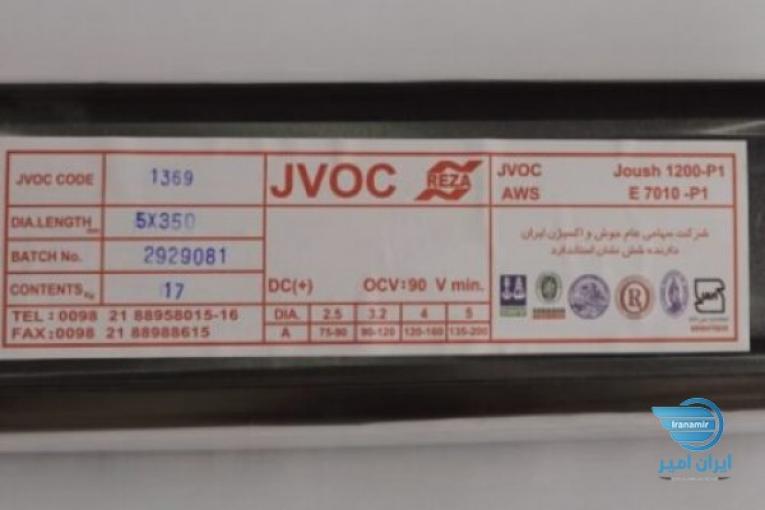 JVOC CODE 1369
DIA.LENGTH mm 5X350
BATCH No. 2929081
CONTENTS Kg 17
TEL : 0098 21 88958015-16
FAX:0098 21 88988615
JVOC REZA
DC(+) OCV:90 V min.
DIA. 2.5 3.2 4 5
A 75-90 90-120 120-160 135-200
JVOC Joush 1200-P1
AWS E 7010 -P1
شرکت سهامی عام جوش و اکسیژن ایران
دارنده شش نشان استاندارد
R
Iranamir
ایران امیر